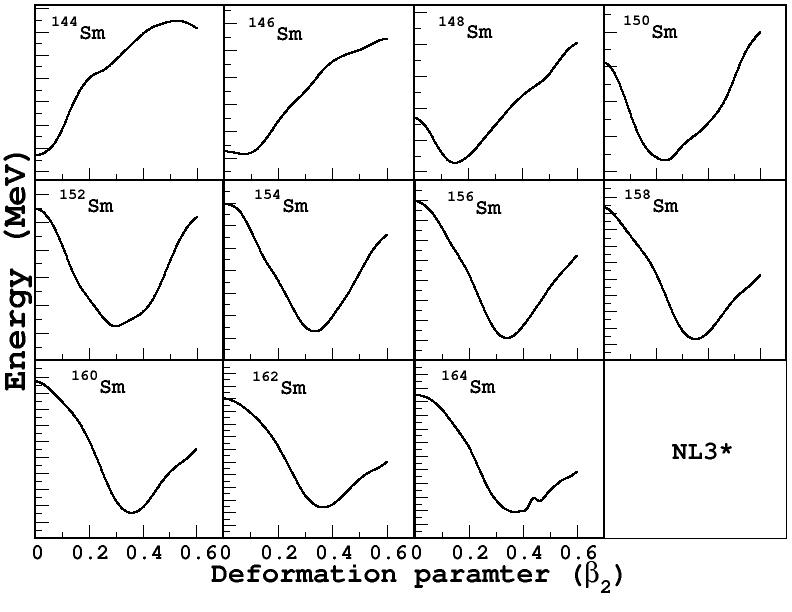 144Sm 146Sm 148Sm 150Sm
152Sm 154Sm 156Sm 158Sm
160Sm 162Sm 164Sm
NL3*
Energy (MeV)
0 0.2 0.4 0.6 0 0.2 0.4 0.6 0 0.2 0.4 0.6
Deformation paramter (β2)